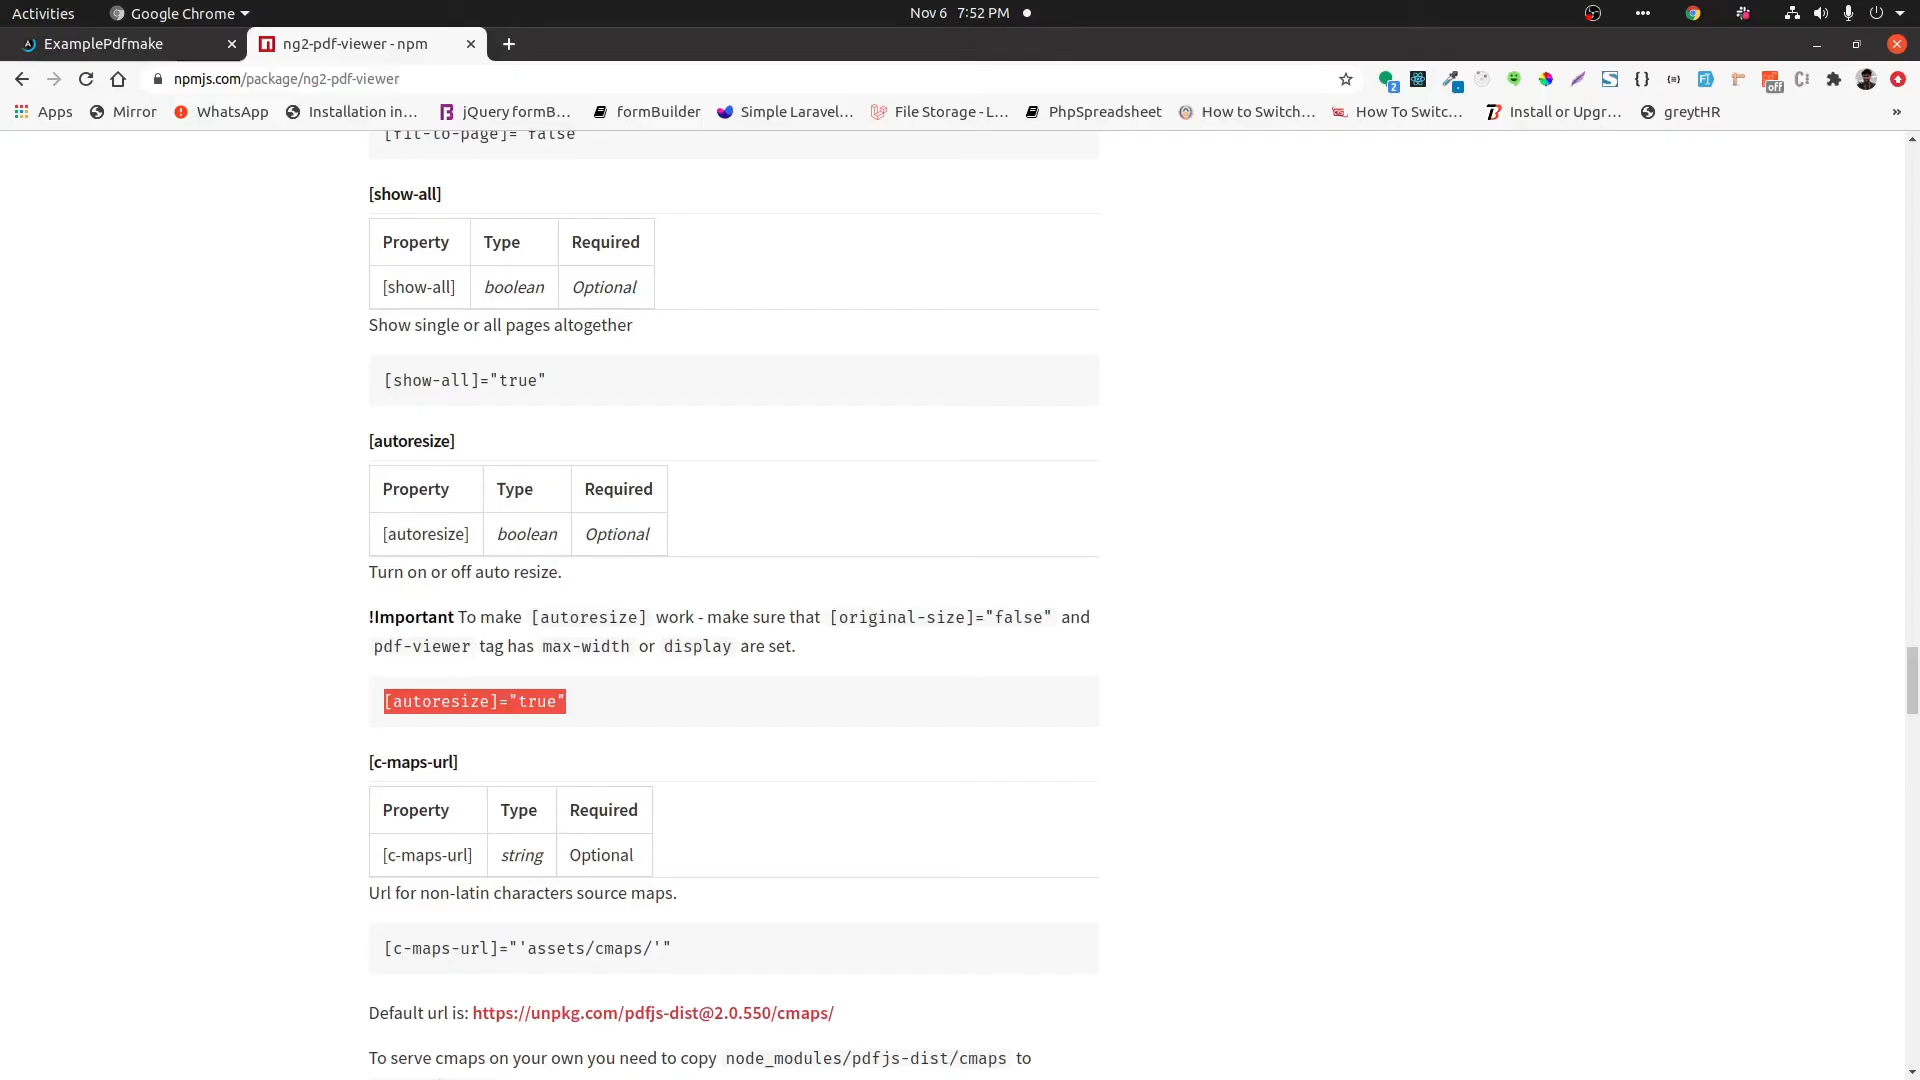 Activities Google Chrome Nov 6 7:52 PM
ExamplePdfmake ng2-pdf-viewer - npm
npmjs.com/package/ng2-pdf-viewer
Apps Mirror WhatsApp Installation in... jQuery formB... formBuilder Simple Laravel... File Storage - L... PhpSpreadsheet How to Switch... How To Switc... Install or Upgr... greytHR »
[fit-to-page]="false"
[show-all]
Property Type Required
[show-all] boolean Optional
Show single or all pages altogether
[show-all]="true"
[autoresize]
Property Type Required
[autoresize] boolean Optional
Turn on or off auto resize.
!Important To make [autoresize] work - make sure that [original-size]="false" and
pdf-viewer tag has max-width or display are set.
[autoresize]="true"
[c-maps-url]
Property Type Required
[c-maps-url] string Optional
Url for non-latin characters source maps.
[c-maps-url]="'assets/cmaps/'"
Default url is: https://unpkg.com/pdfjs-dist@2.0.550/cmaps/
To serve cmaps on your own you need to copy node_modules/pdfjs-dist/cmaps to